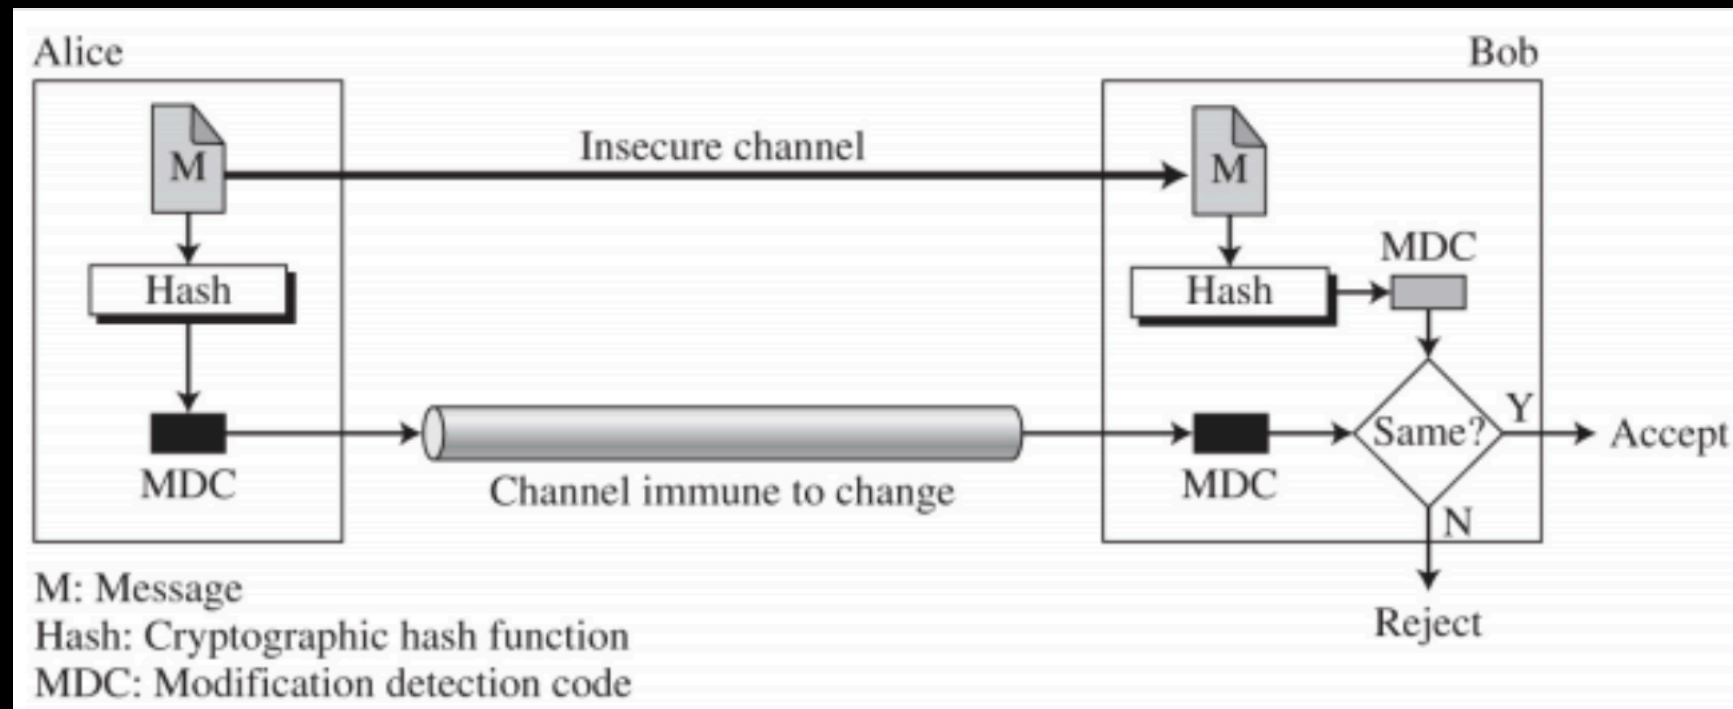 Alice
Bob
M
Insecure channel
M
Hash
Hash
MDC
MDC
Channel immune to change
MDC
Same?
Y
Accept
N
Reject
M: Message
Hash: Cryptographic hash function
MDC: Modification detection code